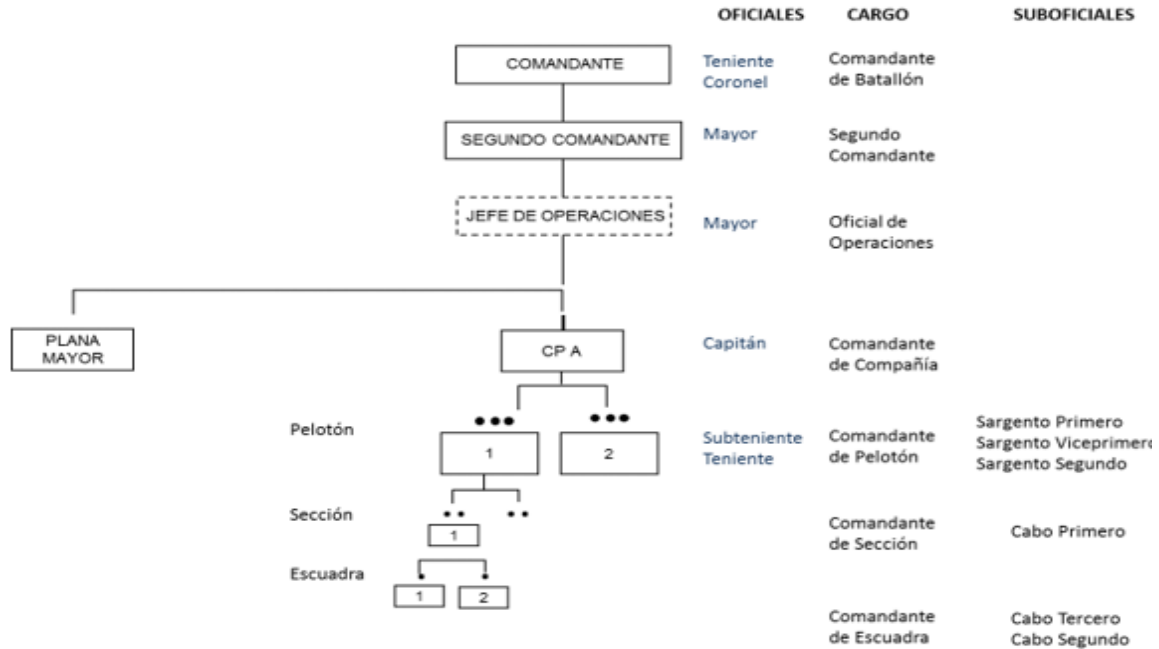 OFICIALES CARGO SUBOFICIALES
COMANDANTE
Teniente
Coronel
Comandante
de Batallón
SEGUNDO COMANDANTE
Mayor
Segundo
Comandante
JEFE DE OPERACIONES
Mayor
Oficial de
Operaciones
PLANA
MAYOR
CP A
Capitán
Comandante
de Compañía
Pelotón
1
2
Subteniente
Teniente
Comandante
de Pelotón
Sargento Primero
Sargento Viceprimero
Sargento Segundo
Sección
1
Comandante
de Sección
Cabo Primero
Escuadra
1
2
Comandante
de Escuadra
Cabo Tercero
Cabo Segundo